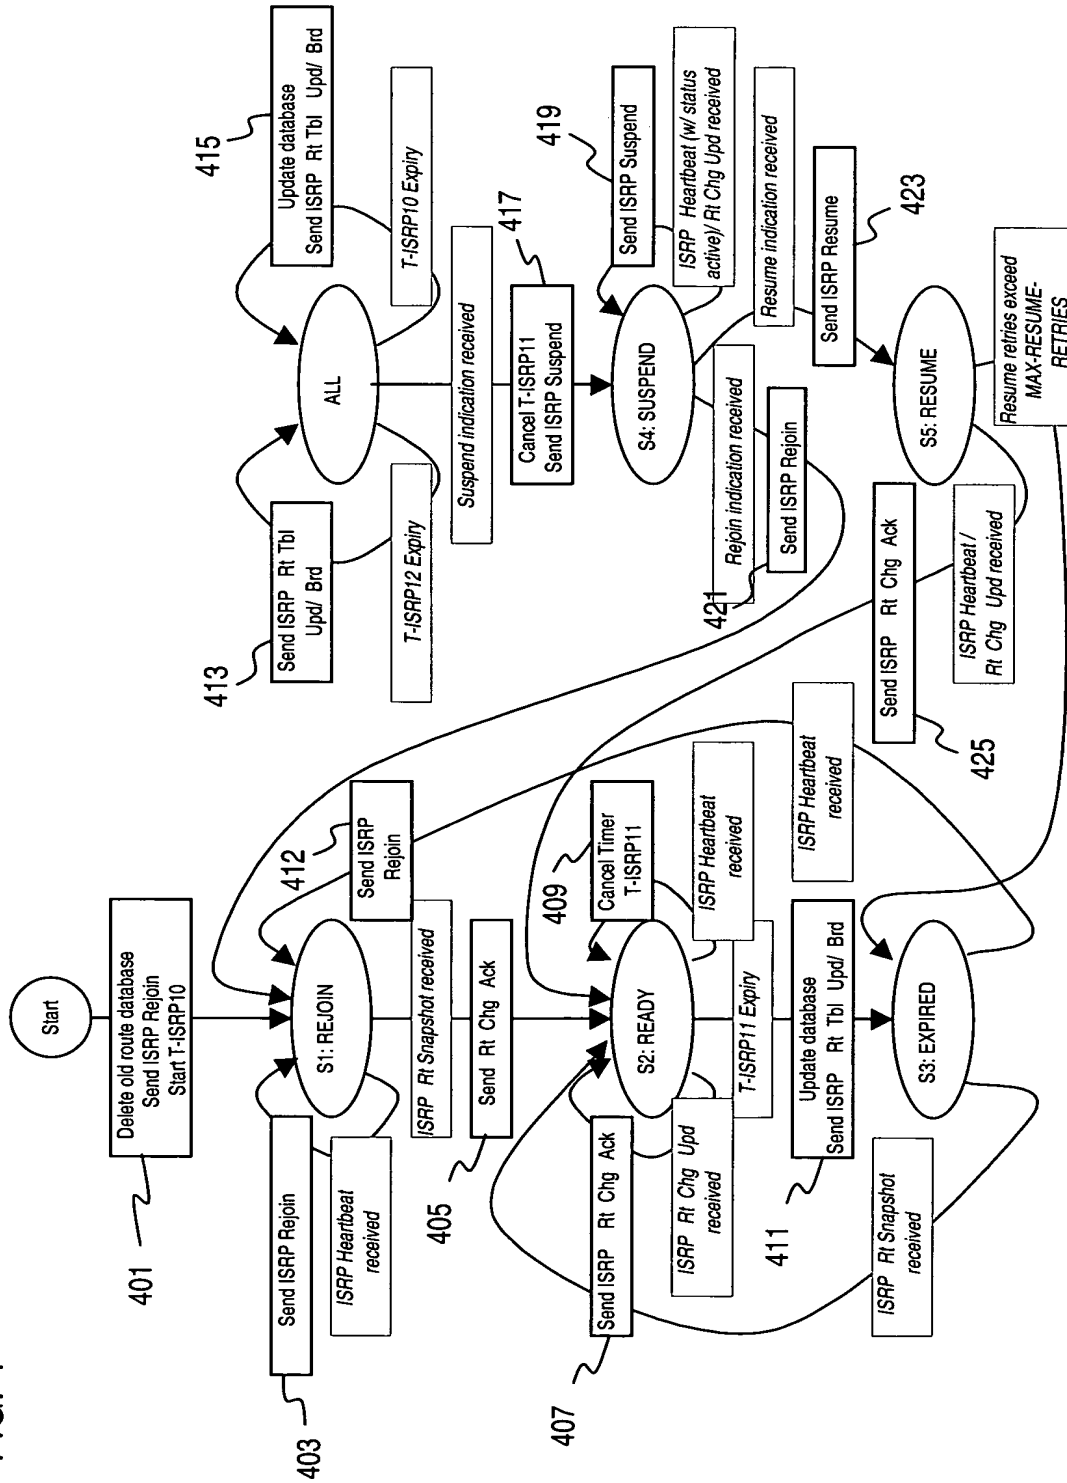 FIG. 4
Start
Delete old route database
Send ISRP Rejoin
Start T-ISRP10
401
S1: REJOIN
Send ISRP Rejoin
403
ISRP Heartbeat
received
412
Send ISRP
Rejoin
ISRP Rt Snapshot received
Send Rt Chg Ack
405
S2: READY
Send ISRP Rt Chg Ack
407
ISRP Rt Chg Upd
received
409
Cancel Timer
T-ISRP11
ISRP Heartbeat
received
T-ISRP11 Expiry
Update database
Send ISRP Rt Tbl Upd/ Brd
411
S3: EXPIRED
ISRP Rt Snapshot
received
ISRP Heartbeat
received
ALL
413
Send ISRP Rt Tbl
Upd/ Brd
T-ISRP12 Expiry
415
Update database
Send ISRP Rt Tbl Upd/ Brd
T-ISRP10 Expiry
Suspend indication received
417
Cancel T-ISRP11
Send ISRP Suspend
S4: SUSPEND
419
Send ISRP Suspend
ISRP Heartbeat (w/ status
active)/ Rt Chg Upd received
Rejoin indication received
421
Send ISRP Rejoin
Resume indication received
Send ISRP Resume
423
S5: RESUME
Send ISRP Rt Chg Ack
425
ISRP Heartbeat /
Rt Chg Upd received
Resume retries exceed
MAX-RESUME-
RETRIES